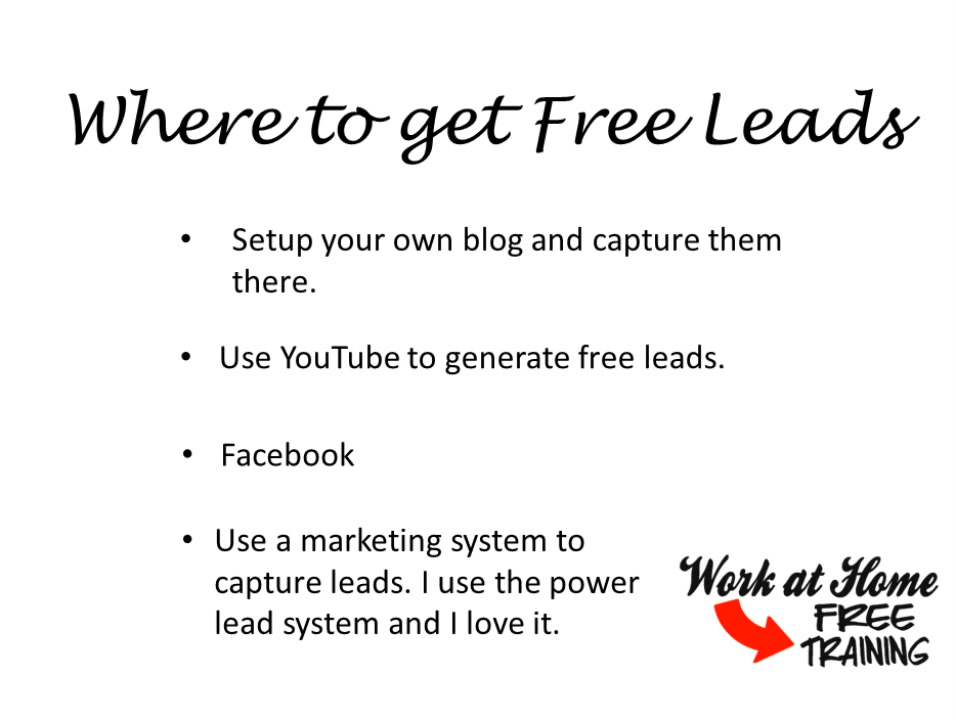 Where to get Free Leads
• Setup your own blog and capture them
there.
• Use YouTube to generate free leads.
• Facebook
• Use a marketing system to
capture leads. I use the power
lead system and I love it.
Work at Home
FREE
TRAINING